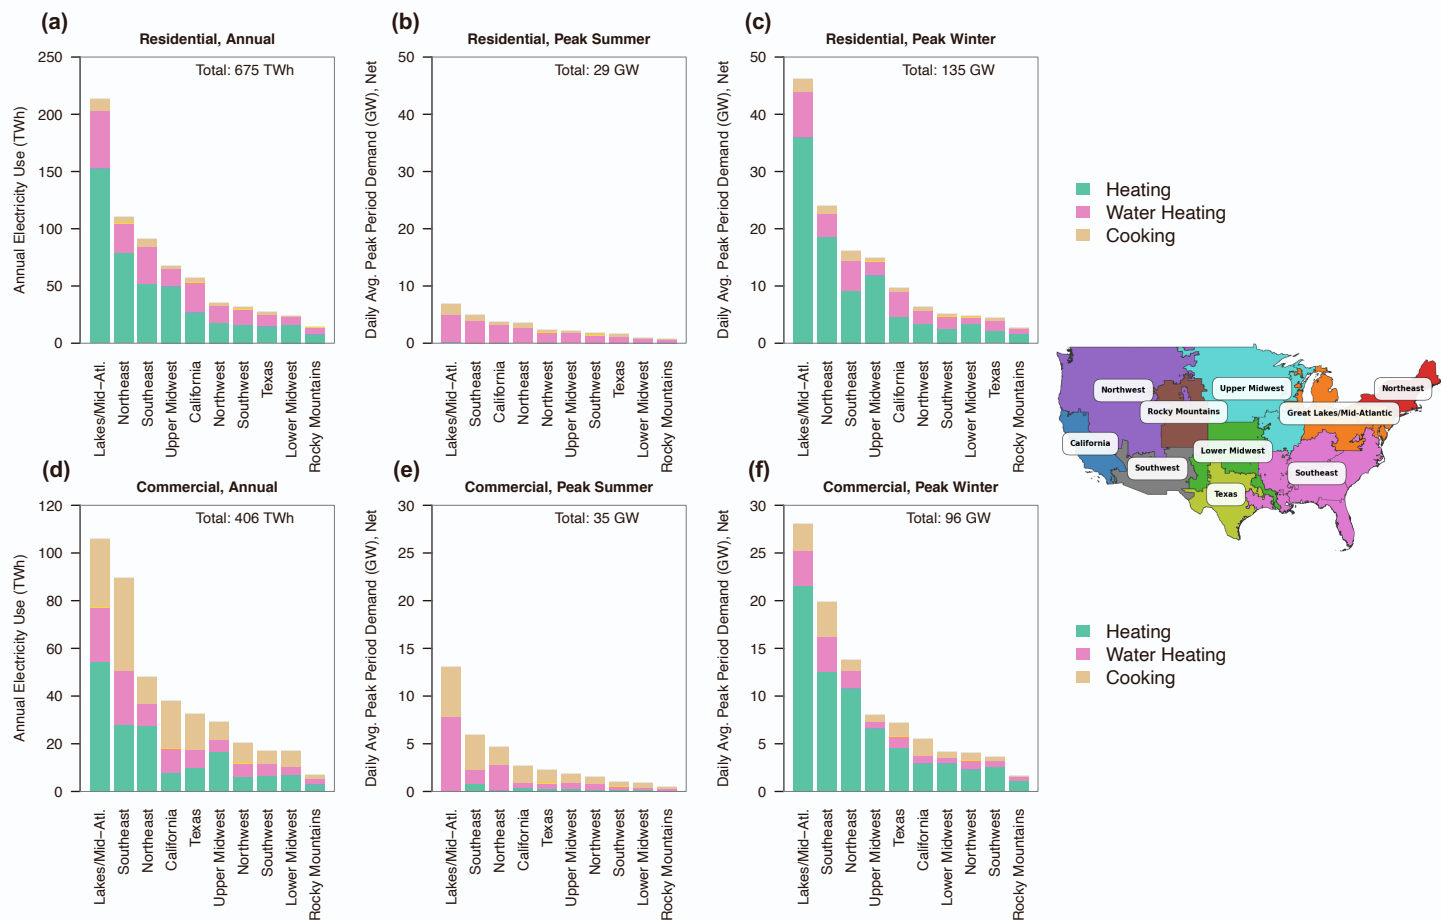 (a)
Residential, Annual
Total: 675 TWh
Annual Electricity Use (TWh)
250
200
150
100
50
0
Lakes/Mid−Atl.
Northeast
Southeast
Upper Midwest
California
Northwest
Southwest
Texas
Lower Midwest
Rocky Mountains
(b)
Residential, Peak Summer
Total: 29 GW
Daily Avg. Peak Period Demand (GW), Net
50
40
30
20
10
0
Lakes/Mid−Atl.
Southeast
California
Northeast
Northwest
Upper Midwest
Southwest
Texas
Lower Midwest
Rocky Mountains
(c)
Residential, Peak Winter
Total: 135 GW
Daily Avg. Peak Period Demand (GW), Net
50
40
30
20
10
0
Lakes/Mid−Atl.
Northeast
Southeast
Upper Midwest
California
Northwest
Southwest
Lower Midwest
Texas
Rocky Mountains
Heating
Water Heating
Cooking
Northwest
Upper Midwest
Northeast
Rocky Mountains
Great Lakes/Mid-Atlantic
California
Lower Midwest
Southwest
Southeast
Texas
(d)
Commercial, Annual
Total: 406 TWh
Annual Electricity Use (TWh)
120
100
80
60
40
20
0
Lakes/Mid−Atl.
Southeast
Northeast
California
Texas
Upper Midwest
Northwest
Southwest
Lower Midwest
Rocky Mountains
(e)
Commercial, Peak Summer
Total: 35 GW
Daily Avg. Peak Period Demand (GW), Net
30
25
20
15
10
5
0
Lakes/Mid−Atl.
Southeast
Northeast
California
Texas
Upper Midwest
Northwest
Southwest
Lower Midwest
Rocky Mountains
(f)
Commercial, Peak Winter
Total: 96 GW
Daily Avg. Peak Period Demand (GW), Net
30
25
20
15
10
5
0
Lakes/Mid−Atl.
Southeast
Northeast
Upper Midwest
Texas
California
Lower Midwest
Northwest
Southwest
Rocky Mountains
Heating
Water Heating
Cooking